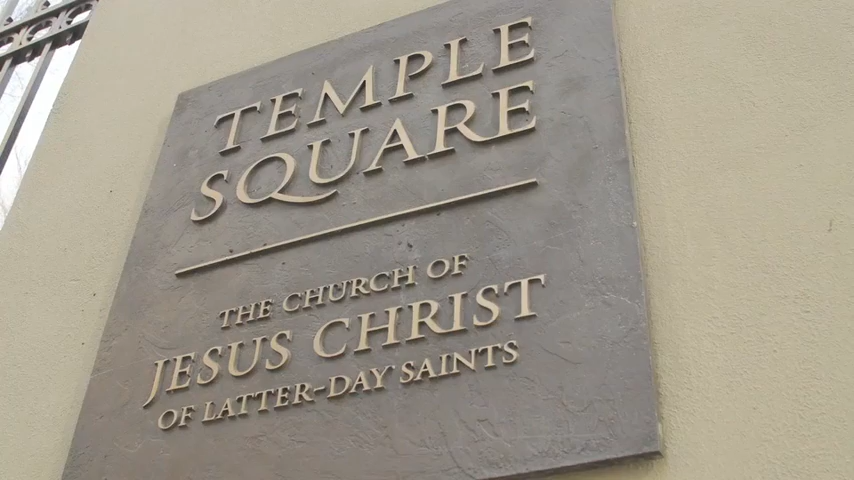 TEMPLE
SQUARE
THE CHURCH OF
JESUS CHRIST
OF LATTER-DAY SAINTS